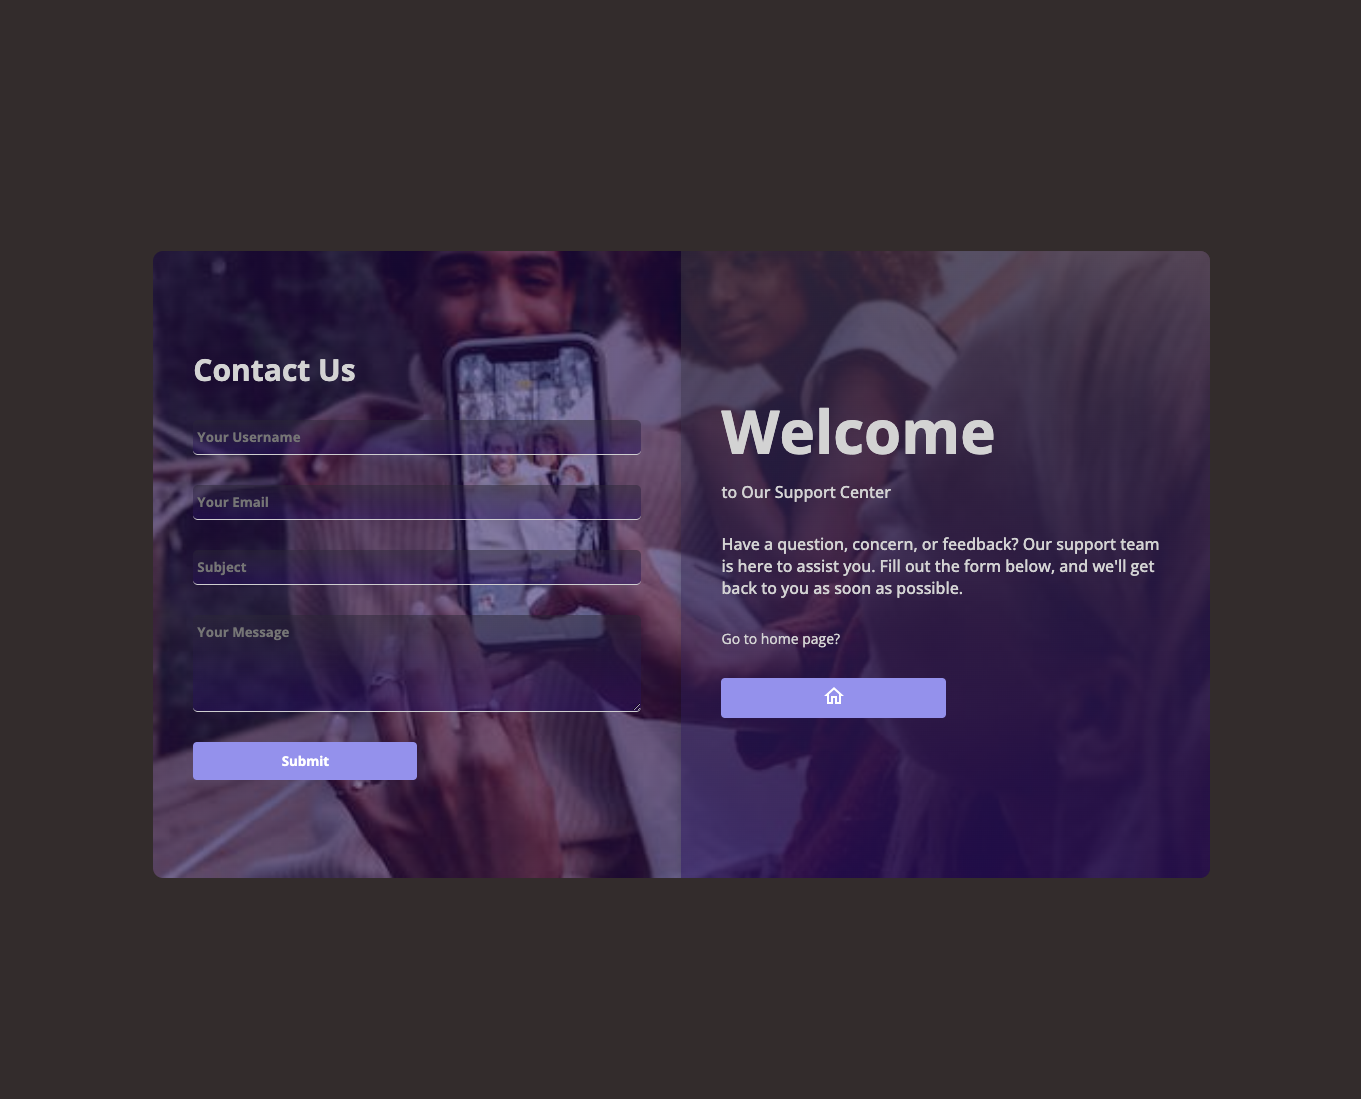 Contact Us
Your Username
Your Email
Subject
Your Message
Submit
Welcome
to Our Support Center
Have a question, concern, or feedback? Our support team
is here to assist you. Fill out the form below, and we'll get
back to you as soon as possible.
Go to home page?